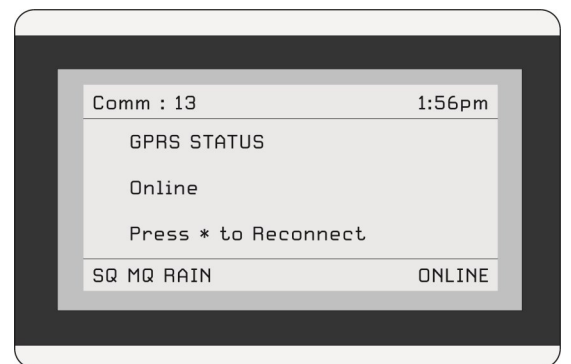 Comm : 13 1:56pm
GPRS STATUS
Online
Press * to Reconnect
SQ MQ RAIN ONLINE